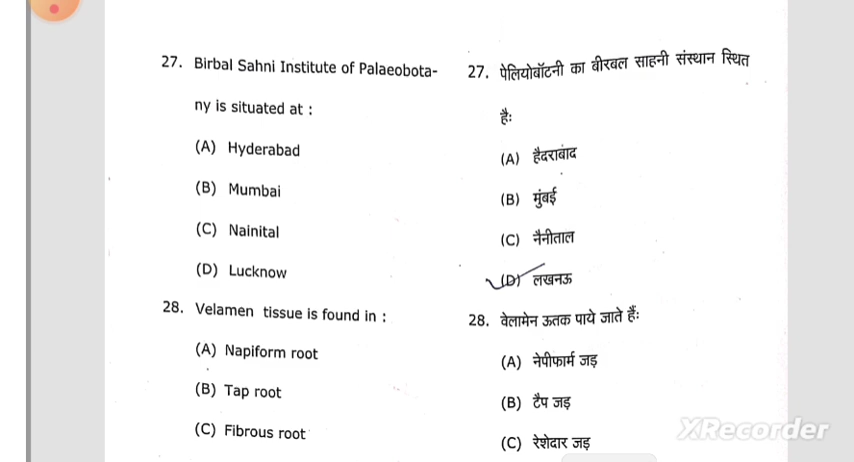 27. Birbal Sahni Institute of Palaeobota-
ny is situated at :
(A) Hyderabad
(B) Mumbai
(C) Nainital
(D) Lucknow
28. Velamen tissue is found in :
(A) Napiform root
(B) Tap root
(C) Fibrous root
27. पेलियोबॉटनी का बीरबल साहनी संस्थान स्थित
हैः
(A) हैदराबाद
(B) मुंबई
(C) नैनीताल
(D) लखनऊ
28. वेलामेन ऊतक पाये जाते हैंः
(A) नेपीफार्म जड़
(B) टैप जड़
(C) रेशेदार जड़
XRecorder